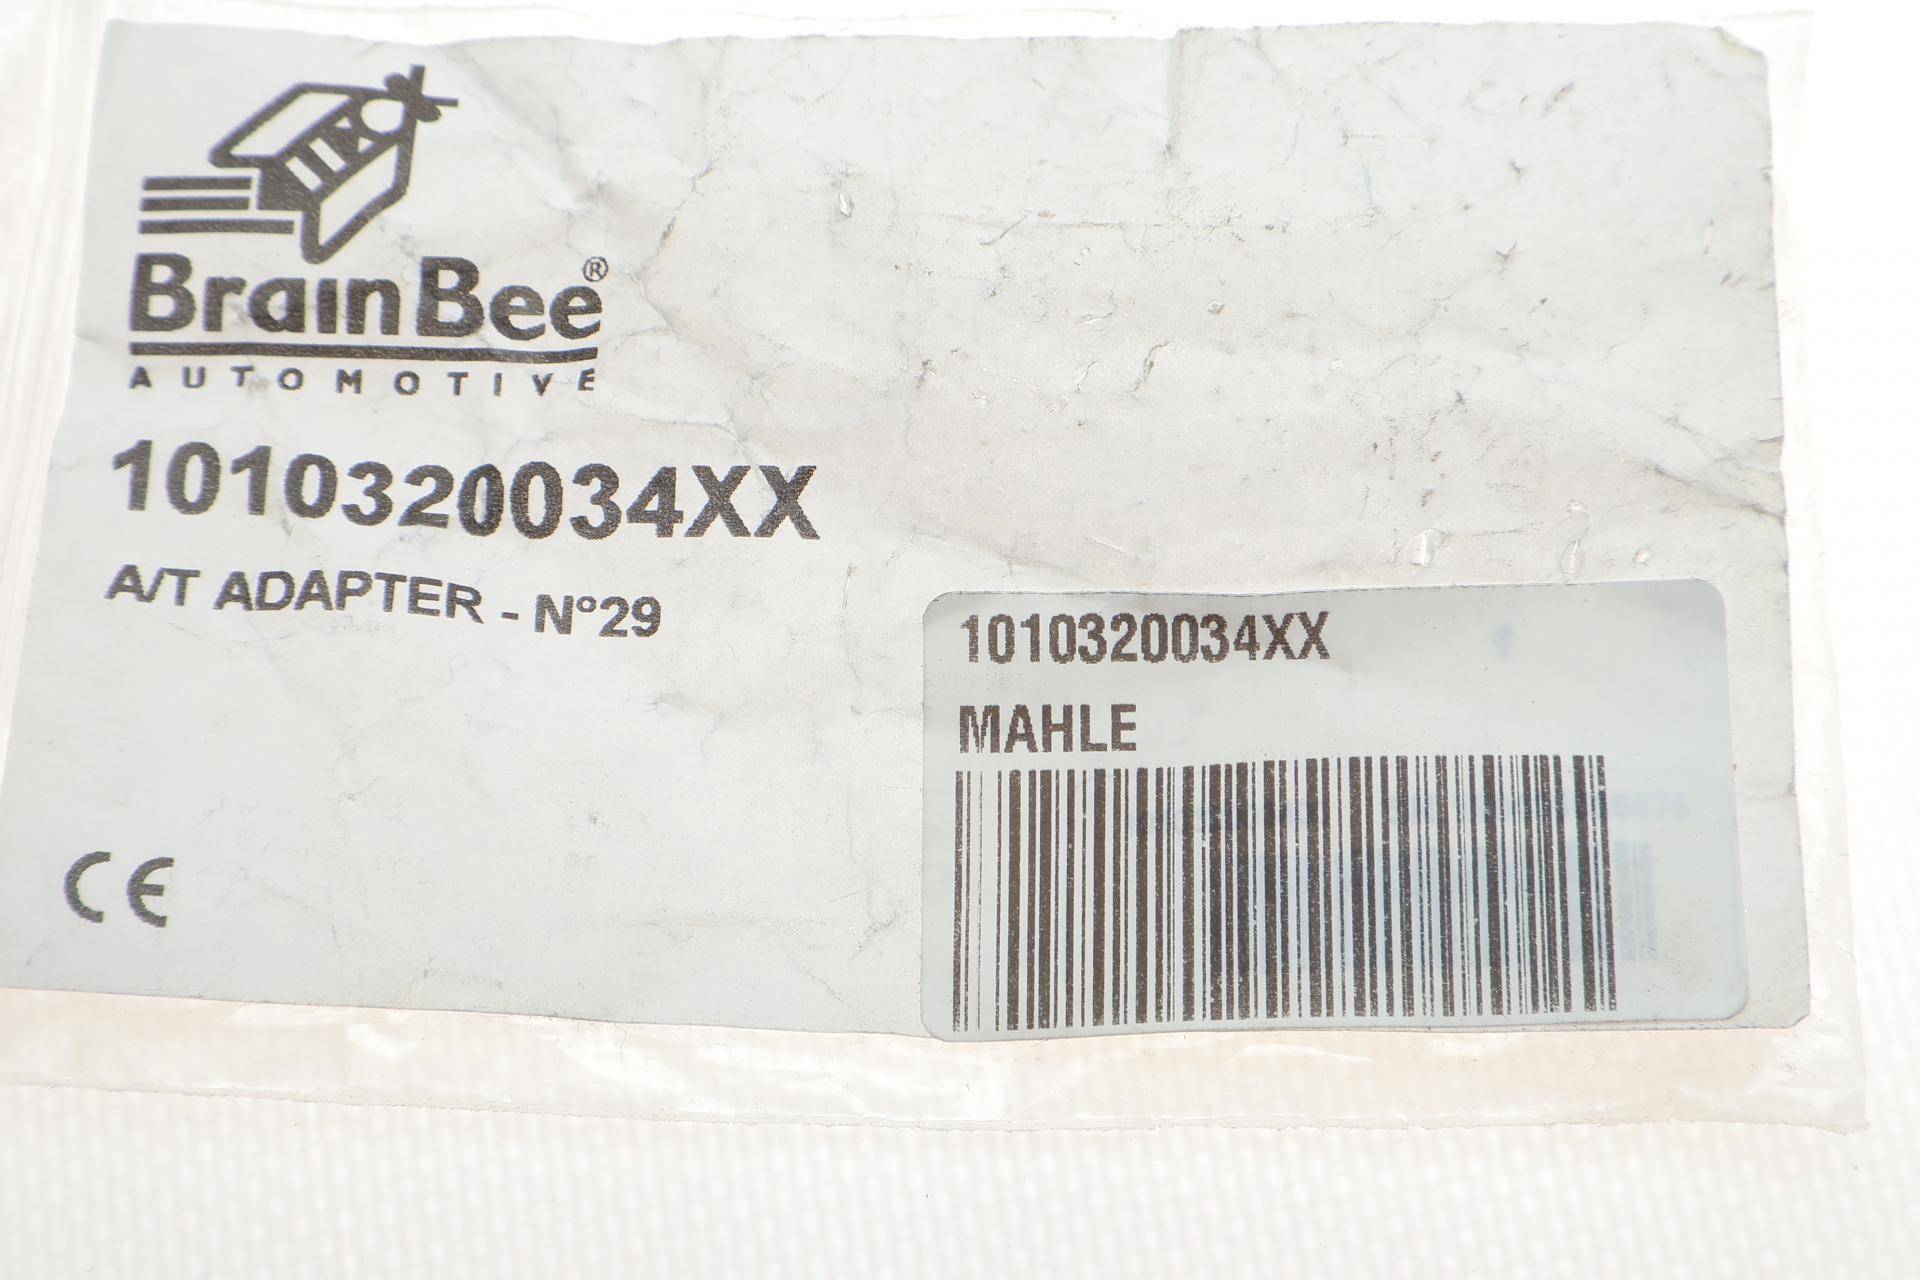 BrainBee®
AUTOMOTIVE
1010320034XX
A/T ADAPTER - N°29
CE
1010320034XX
MAHLE